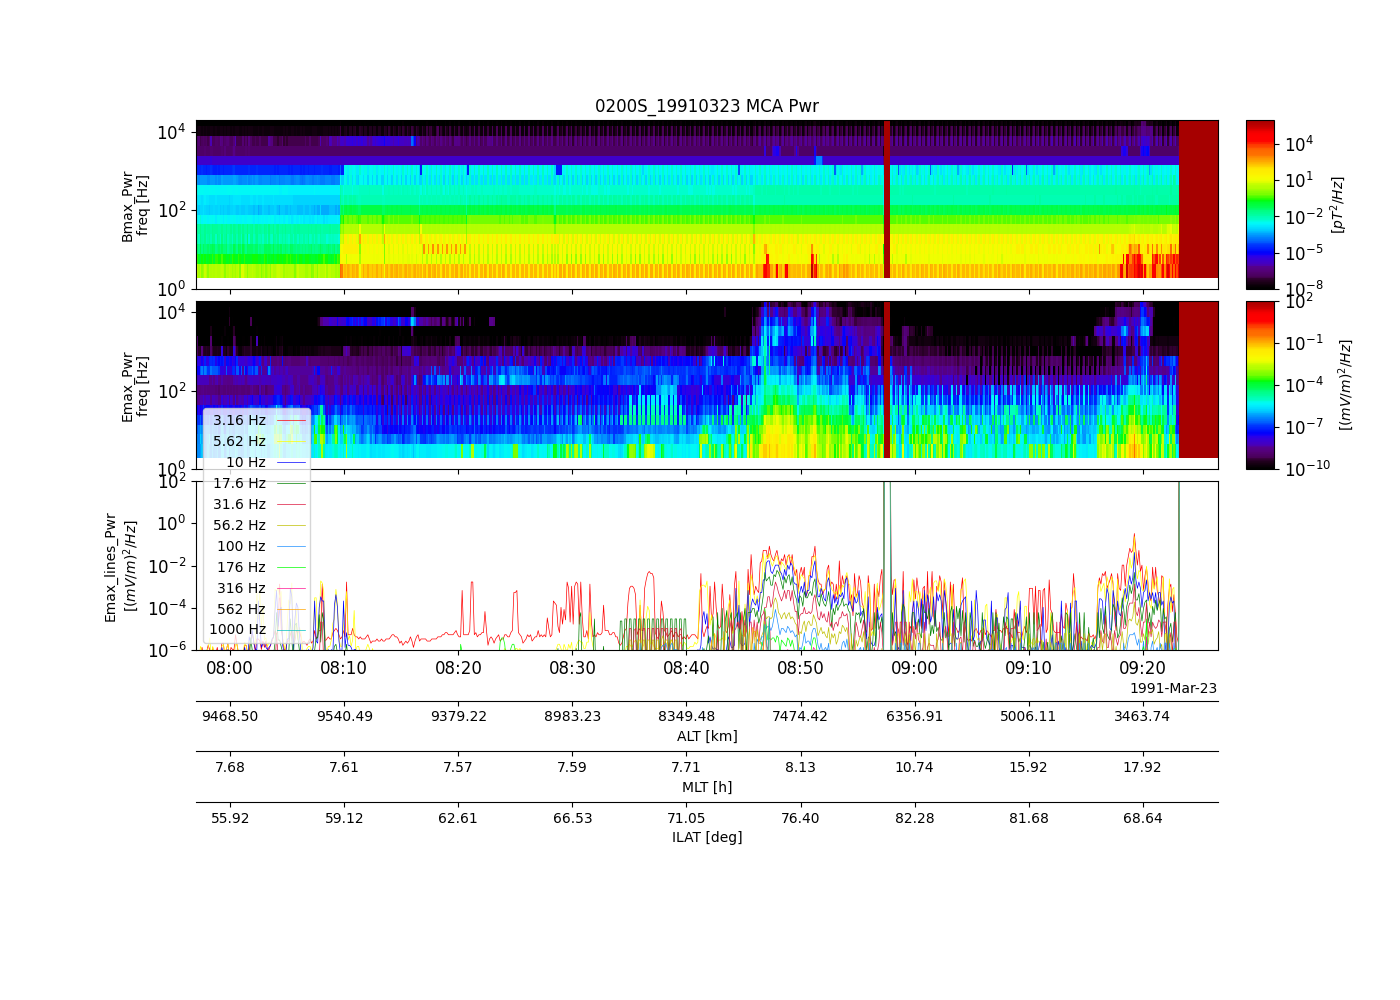 0200S_19910323 MCA Pwr
10^4
10^2
10^0
Bmax_Pwr
freq [Hz]
10^4
10^1
10^−2
10^−5
10^−8
[pT^2/Hz]
10^4
10^2
10^0
Emax_Pwr
freq [Hz]
10^2
10^−1
10^−4
10^−7
10^−10
[(mV/m)^2/Hz]
10^2
10^0
10^−2
10^−4
10^−6
Emax_lines_Pwr
[(mV/m)^2/Hz]
3.16 Hz
5.62 Hz
10 Hz
17.6 Hz
31.6 Hz
56.2 Hz
100 Hz
176 Hz
316 Hz
562 Hz
1000 Hz
08:00 08:10 08:20 08:30 08:40 08:50 09:00 09:10 09:20
1991-Mar-23
9468.50 9540.49 9379.22 8983.23 8349.48 7474.42 6356.91 5006.11 3463.74
ALT [km]
7.68 7.61 7.57 7.59 7.71 8.13 10.74 15.92 17.92
MLT [h]
55.92 59.12 62.61 66.53 71.05 76.40 82.28 81.68 68.64
ILAT [deg]